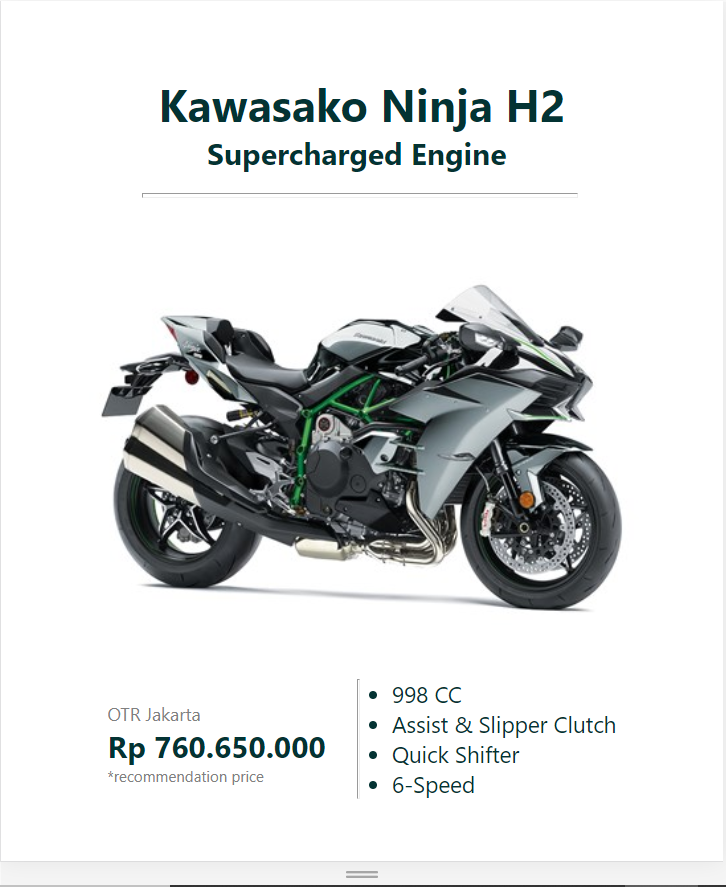 Kawasako Ninja H2
Supercharged Engine
Kawasaki
OTR Jakarta
Rp 760.650.000
*recommendation price
998 CC
Assist & Slipper Clutch
Quick Shifter
6-Speed